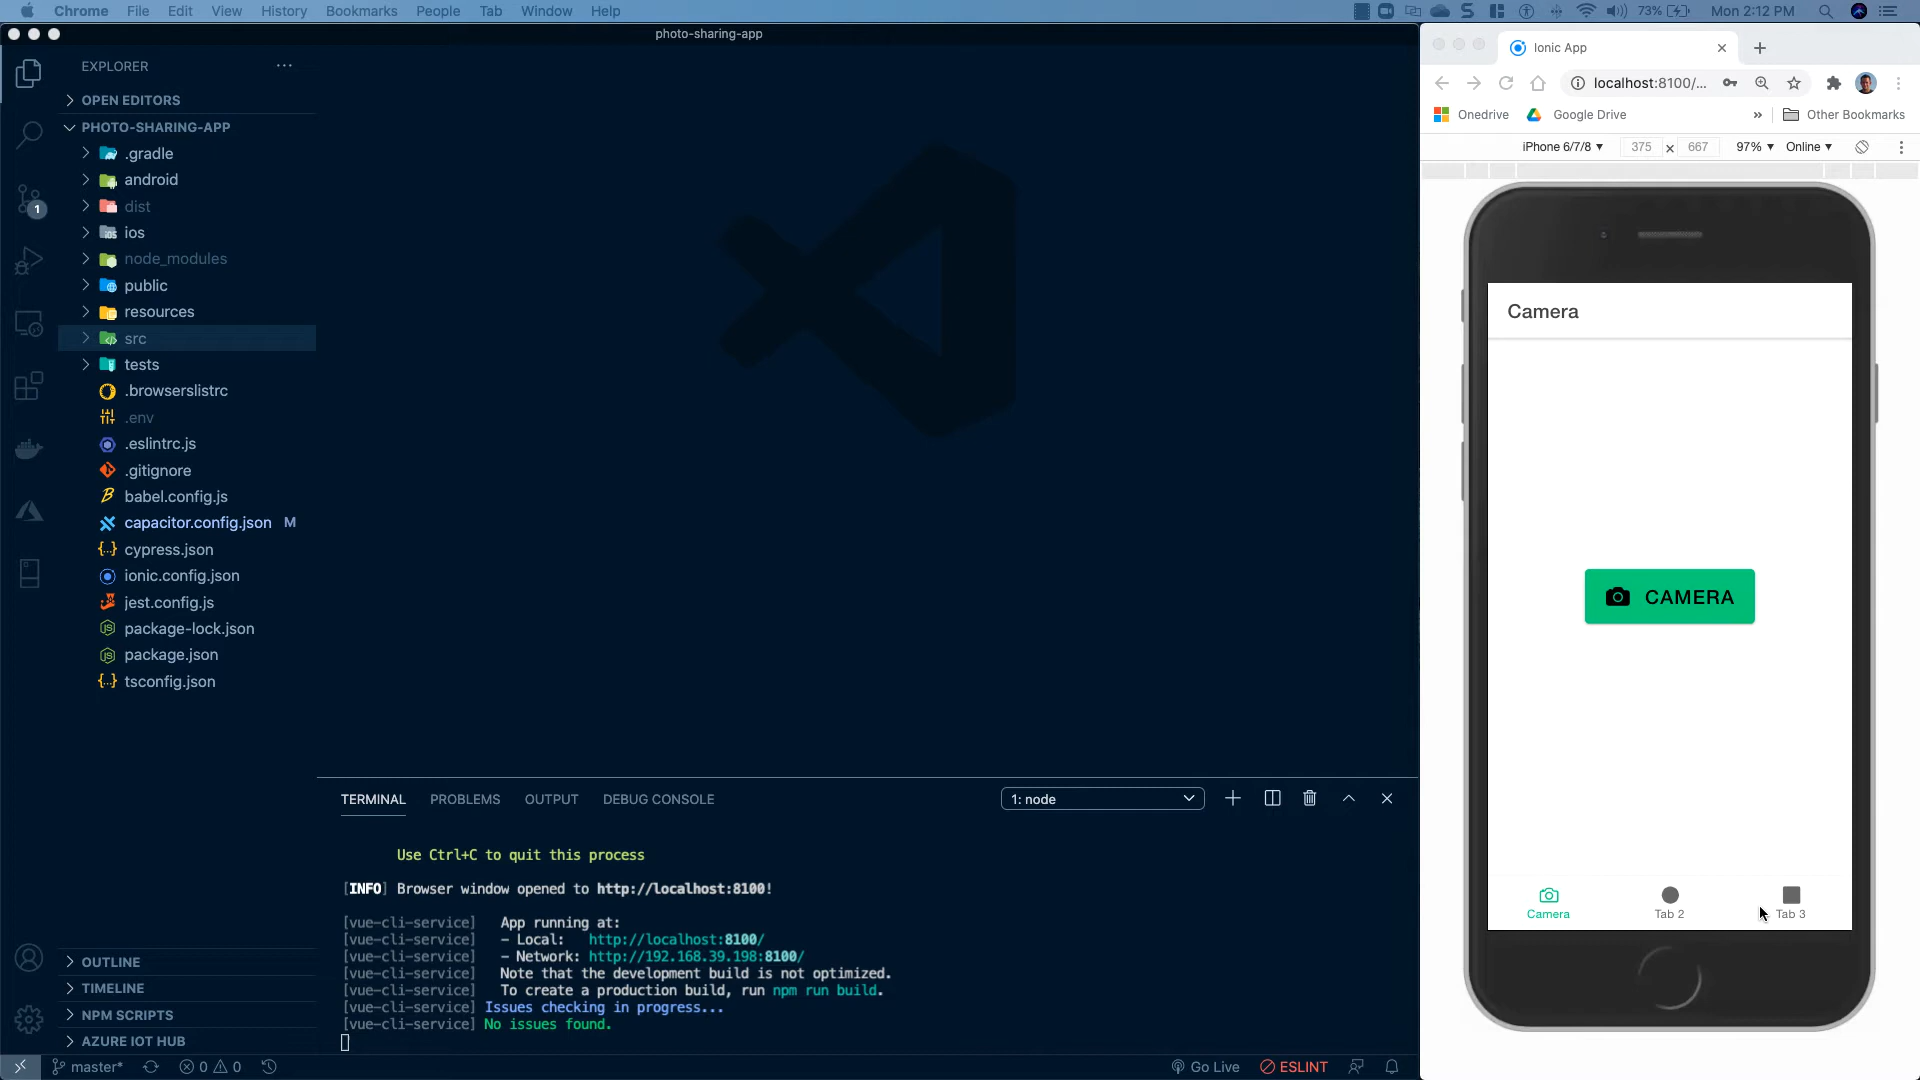 Chrome File Edit View History Bookmarks People Tab Window Help
73% Mon 2:12 PM
photo-sharing-app
EXPLORER ...
OPEN EDITORS
PHOTO-SHARING-APP
.gradle
android
dist
ios
node_modules
public
resources
src
tests
.browserslistrc
.env
.eslintrc.js
.gitignore
babel.config.js
capacitor.config.json M
cypress.json
ionic.config.json
jest.config.js
package-lock.json
package.json
tsconfig.json
OUTLINE
TIMELINE
NPM SCRIPTS
AZURE IOT HUB
1
TERMINAL PROBLEMS OUTPUT DEBUG CONSOLE
1: node
Use Ctrl+C to quit this process
[INFO] Browser window opened to http://localhost:8100!
[vue-cli-service] App running at:
[vue-cli-service] - Local: http://localhost:8100/
[vue-cli-service] - Network: http://192.168.39.198:8100/
[vue-cli-service] Note that the development build is not optimized.
[vue-cli-service] To create a production build, run npm run build.
[vue-cli-service] Issues checking in progress...
[vue-cli-service] No issues found.
master* 0 0 Go Live ESLINT
Ionic App
localhost:8100/...
Onedrive Google Drive » Other Bookmarks
iPhone 6/7/8 375 x 667 97% Online
Camera
CAMERA
Camera Tab 2 Tab 3